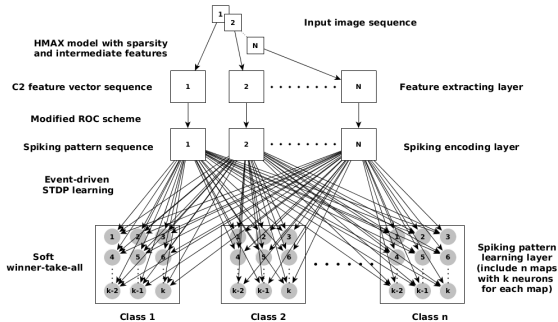 1
2
N
Input image sequence
HMAX model with sparsity
and intermediate features
C2 feature vector sequence
1
2
N
Feature extracting layer
Modified ROC scheme
Spiking pattern sequence
1
2
N
Spiking encoding layer
Event-driven
STDP learning
Soft
winner-take-all
1 2 3
4 5 6
k-2 k-1 k
1 2 3
4 5 6
k-2 k-1 k
1 2 3
4 5 6
k-2 k-1 k
Spiking pattern
learning layer
(include n maps
with k neurons
for each map)
Class 1
Class 2
Class n